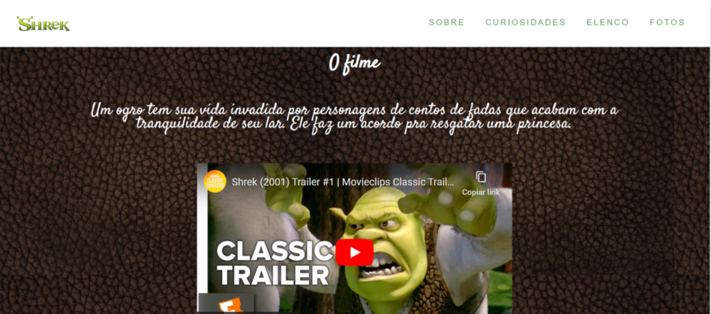 SHREK
SOBRE CURIOSIDADES ELENCO FOTOS
O filme
Um ogro tem sua vida invadida por personagens de contos de fadas que acabam com a
tranquilidade de seu lar. Ele faz um acordo pra resgatar uma princesa.
Shrek (2001) Trailer #1 | Movieclips Classic Trail...
Copiar link
CLASSIC
TRAILER